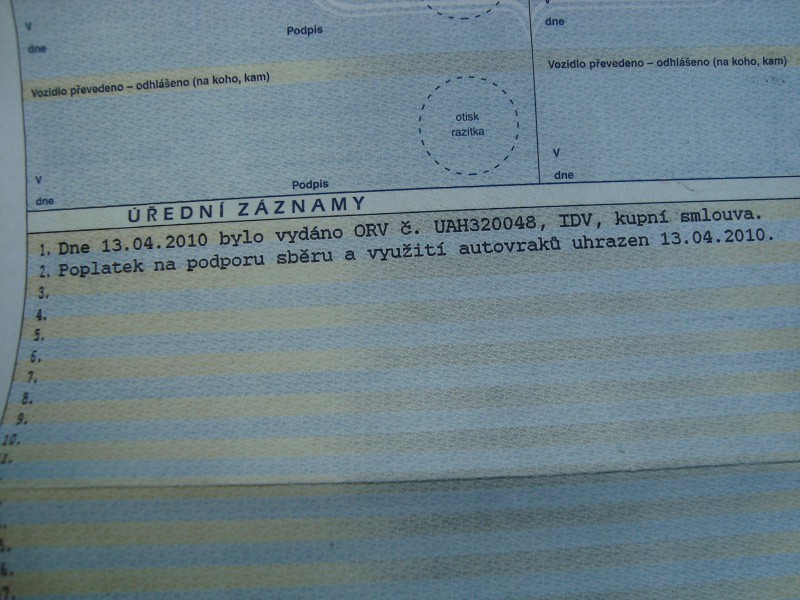 V
dne
Podpis
V
dne
Vozidlo převedeno – odhlášeno (na koho, kam)
Vozidlo převedeno – odhlášeno (na koho, kam)
otisk
razítka
V
dne
Podpis
V
dne
ÚŘEDNÍ ZÁZNAMY
1. Dne 13.04.2010 bylo vydáno ORV č. UAH320048, IDV, kupní smlouva.
2. Poplatek na podporu sběru a využití autovraků uhrazen 13.04.2010.
3.
4.
5.
6.
7.
8.
9.
10.